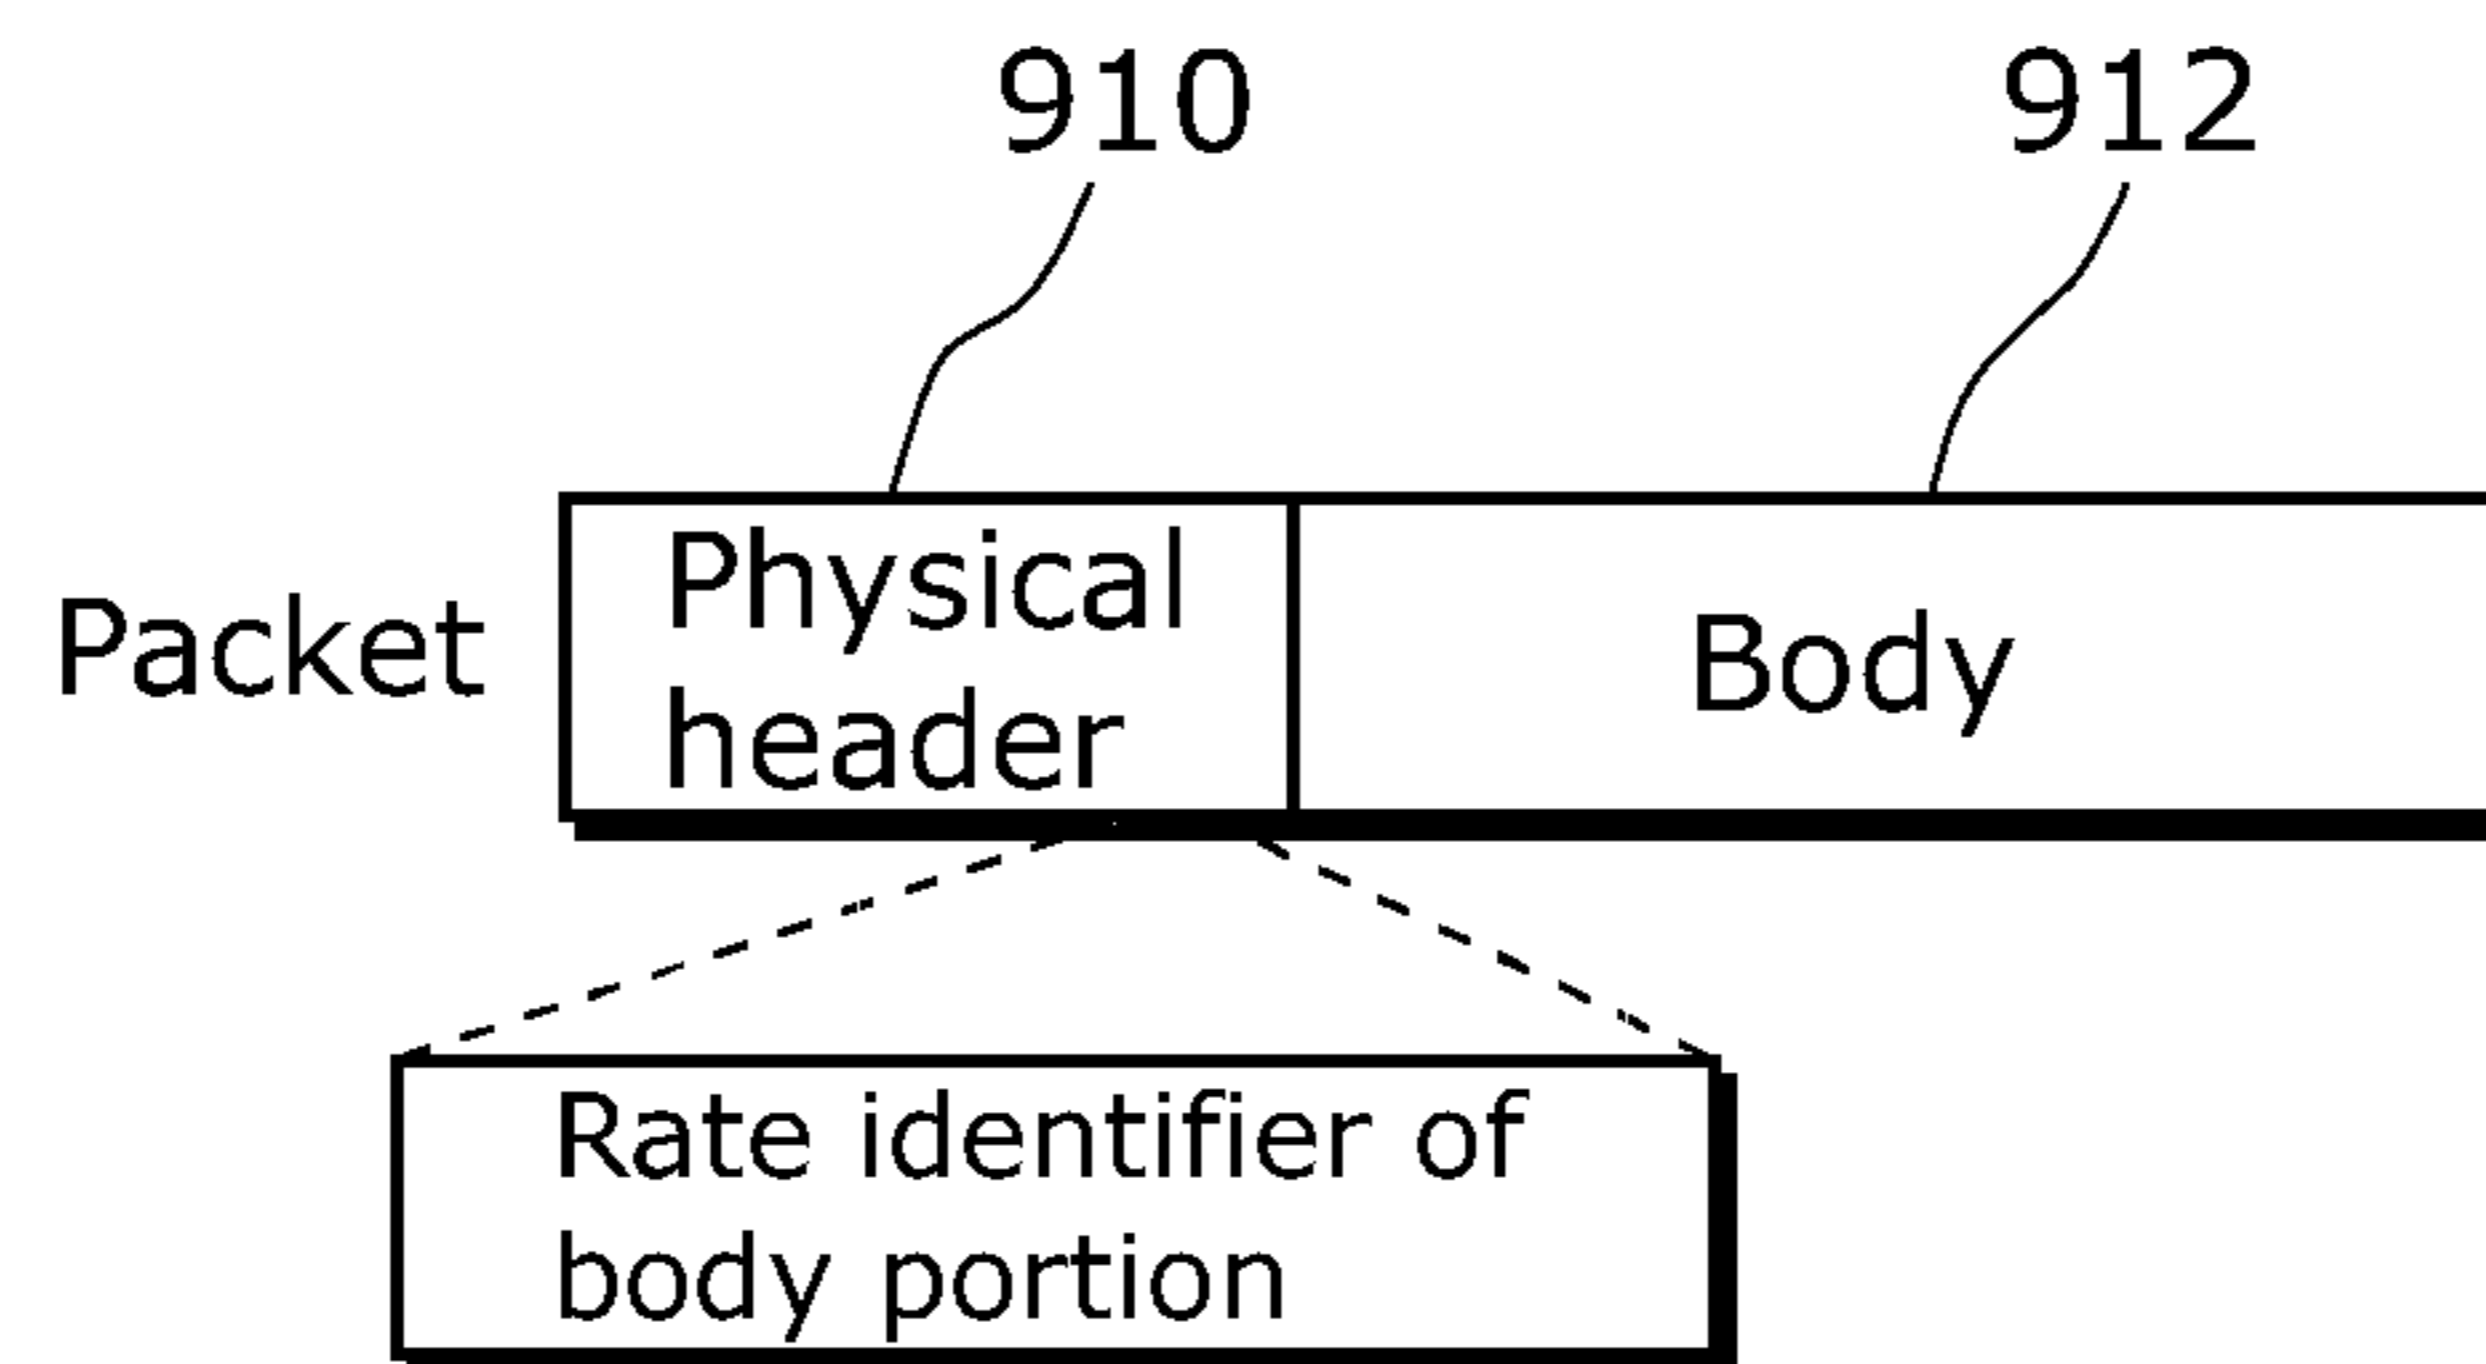 910
912
Packet
Physical
header
Body
Rate identifier of
body portion